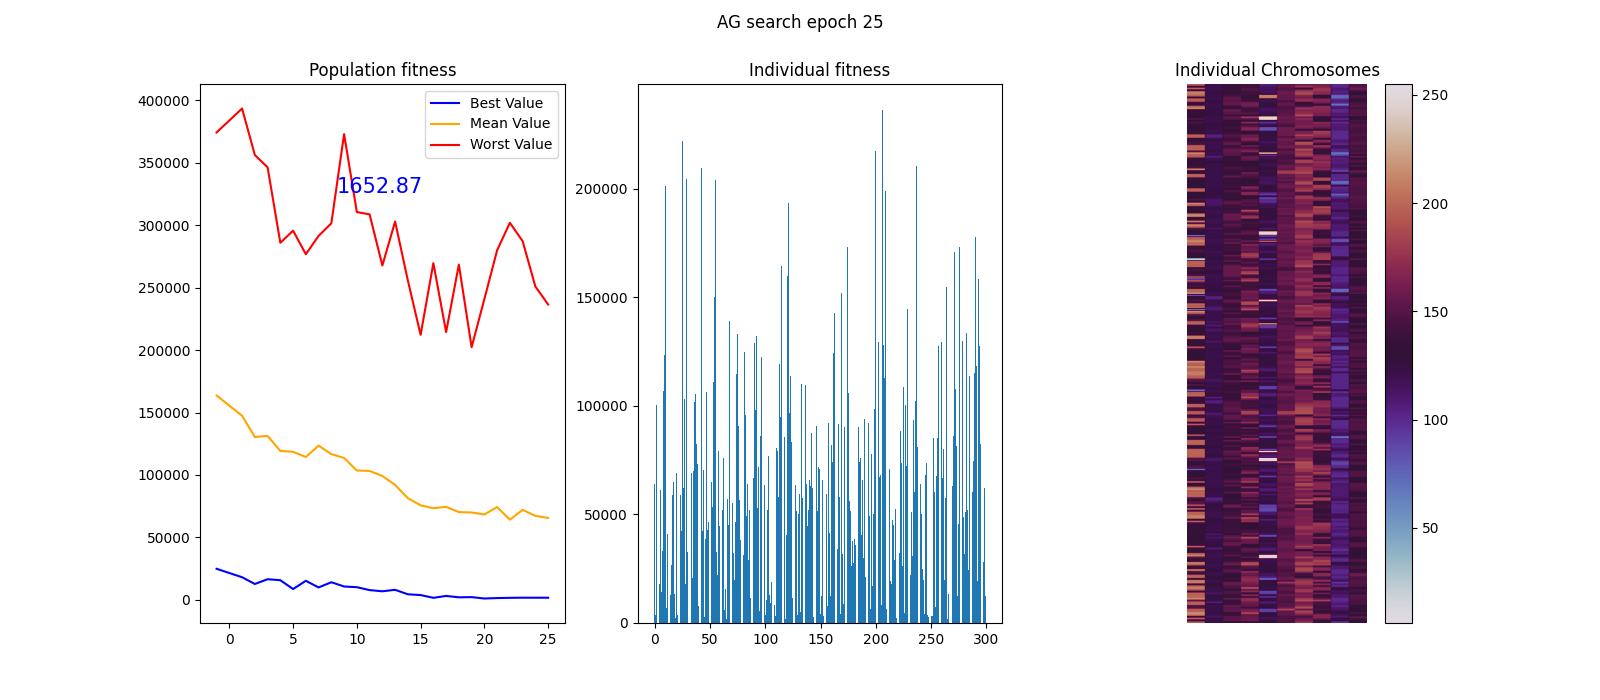 AG search epoch 25
Population fitness
400000
350000
300000
250000
200000
150000
100000
50000
0
0 5 10 15 20 25
Best Value
Mean Value
Worst Value
1652.87
Individual fitness
200000
150000
100000
50000
0
0 50 100 150 200 250 300
Individual Chromosomes
250
200
150
100
50